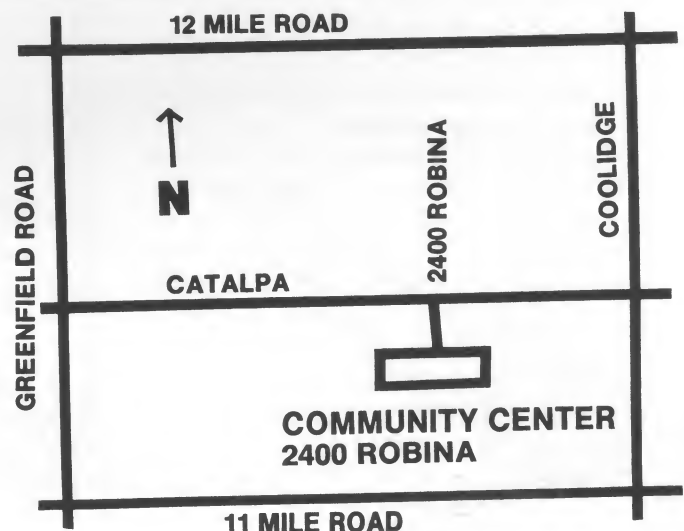 12 MILE ROAD
GREENFIELD ROAD
N
2400 ROBINA
COOLIDGE
CATALPA
COMMUNITY CENTER
2400 ROBINA
11 MILE ROAD